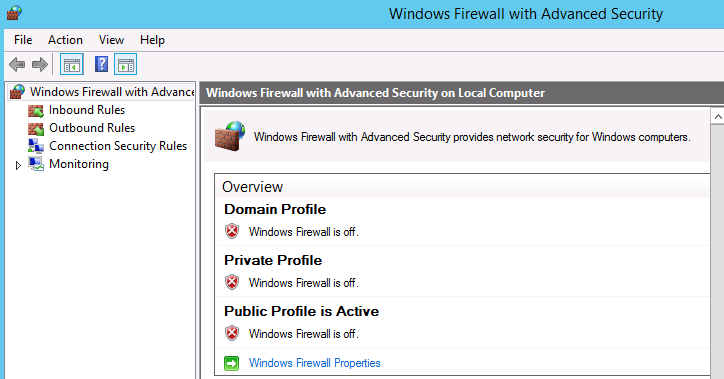 Windows Firewall with Advanced Security
File Action View Help
Windows Firewall with Advance
Inbound Rules
Outbound Rules
Connection Security Rules
Monitoring
Windows Firewall with Advanced Security on Local Computer
Windows Firewall with Advanced Security provides network security for Windows computers.
Overview
Domain Profile
Windows Firewall is off.
Private Profile
Windows Firewall is off.
Public Profile is Active
Windows Firewall is off.
Windows Firewall Properties